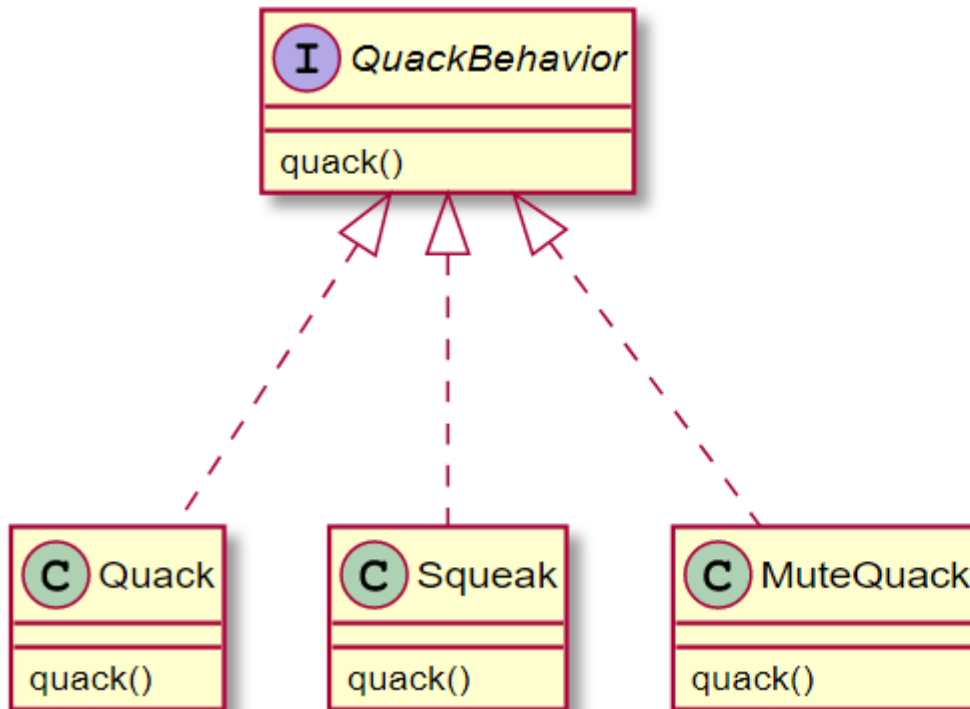 I QuackBehavior
quack()
C Quack
C Squeak
C MuteQuack
quack()
quack()
quack()